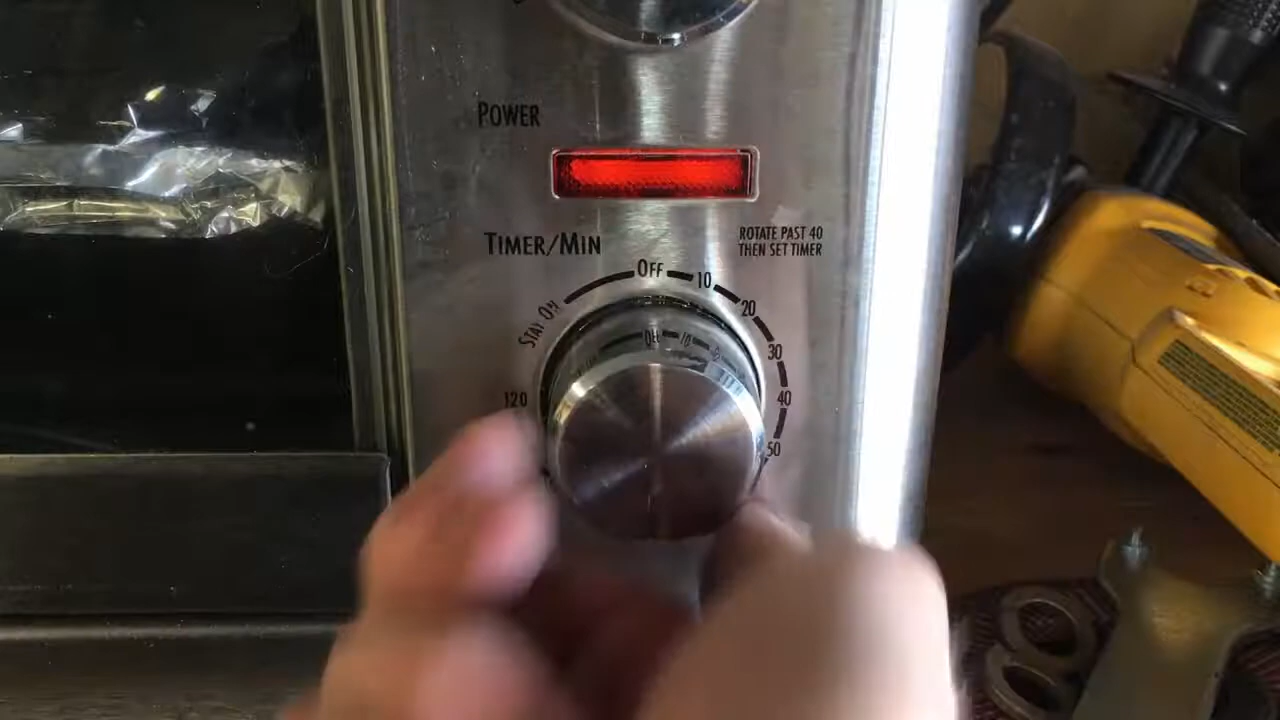 POWER
TIMER/MIN
ROTATE PAST 40
THEN SET TIMER
OFF
10
20
30
40
50
120
STAY ON